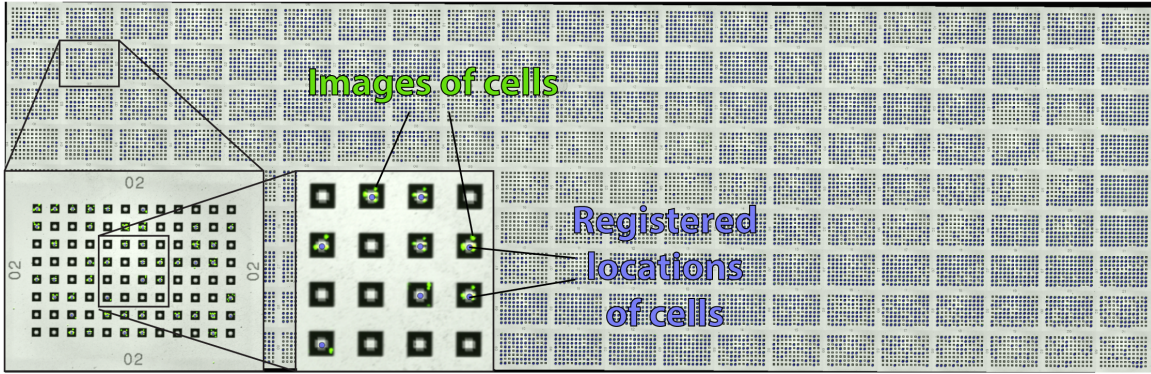 Images of cells
02
02
02
02
Registered
locations
of cells